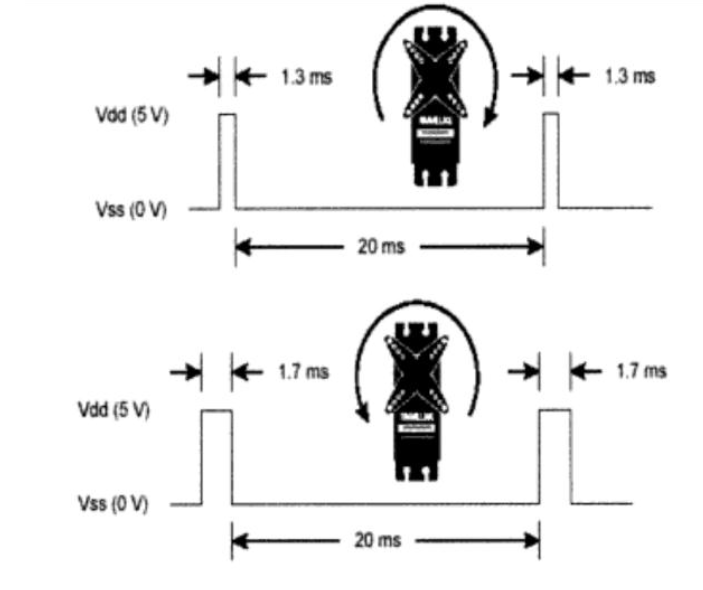 1.3 ms 1.3 ms
Vdd (5 V)
Vss (0 V)
20 ms
1.7 ms 1.7 ms
Vdd (5 V)
Vss (0 V)
20 ms